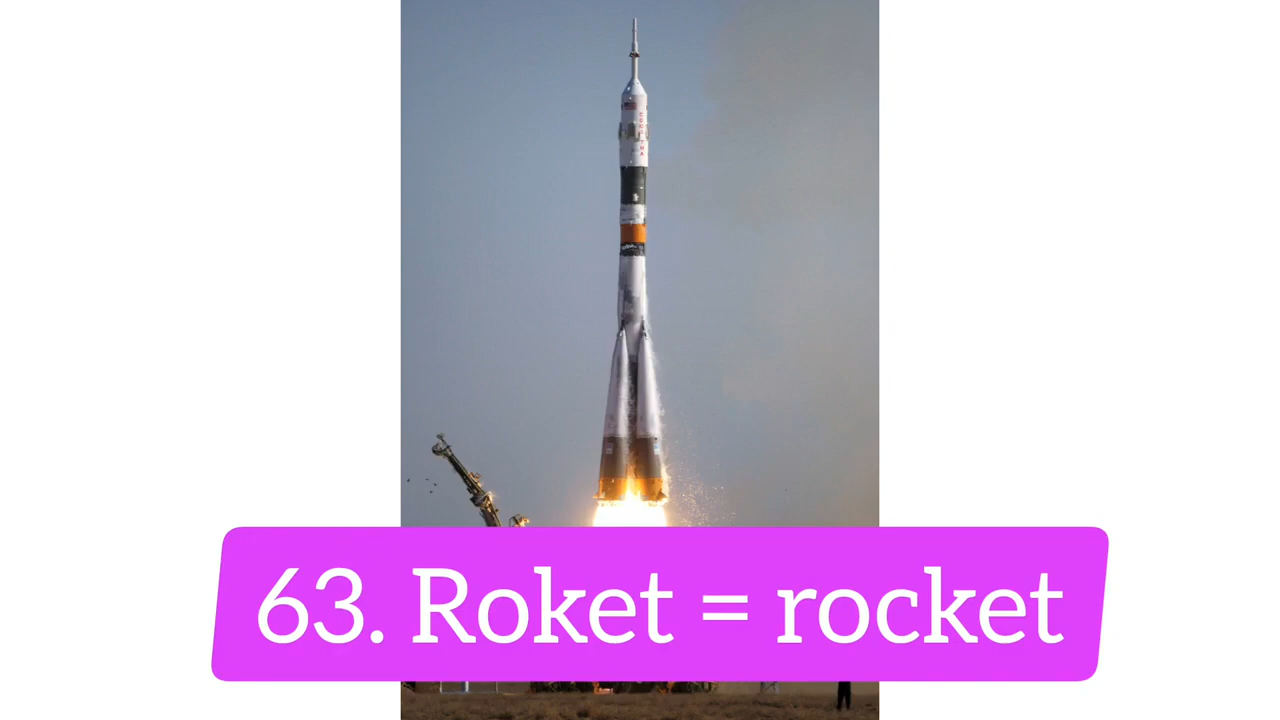 63. Roket = rocket